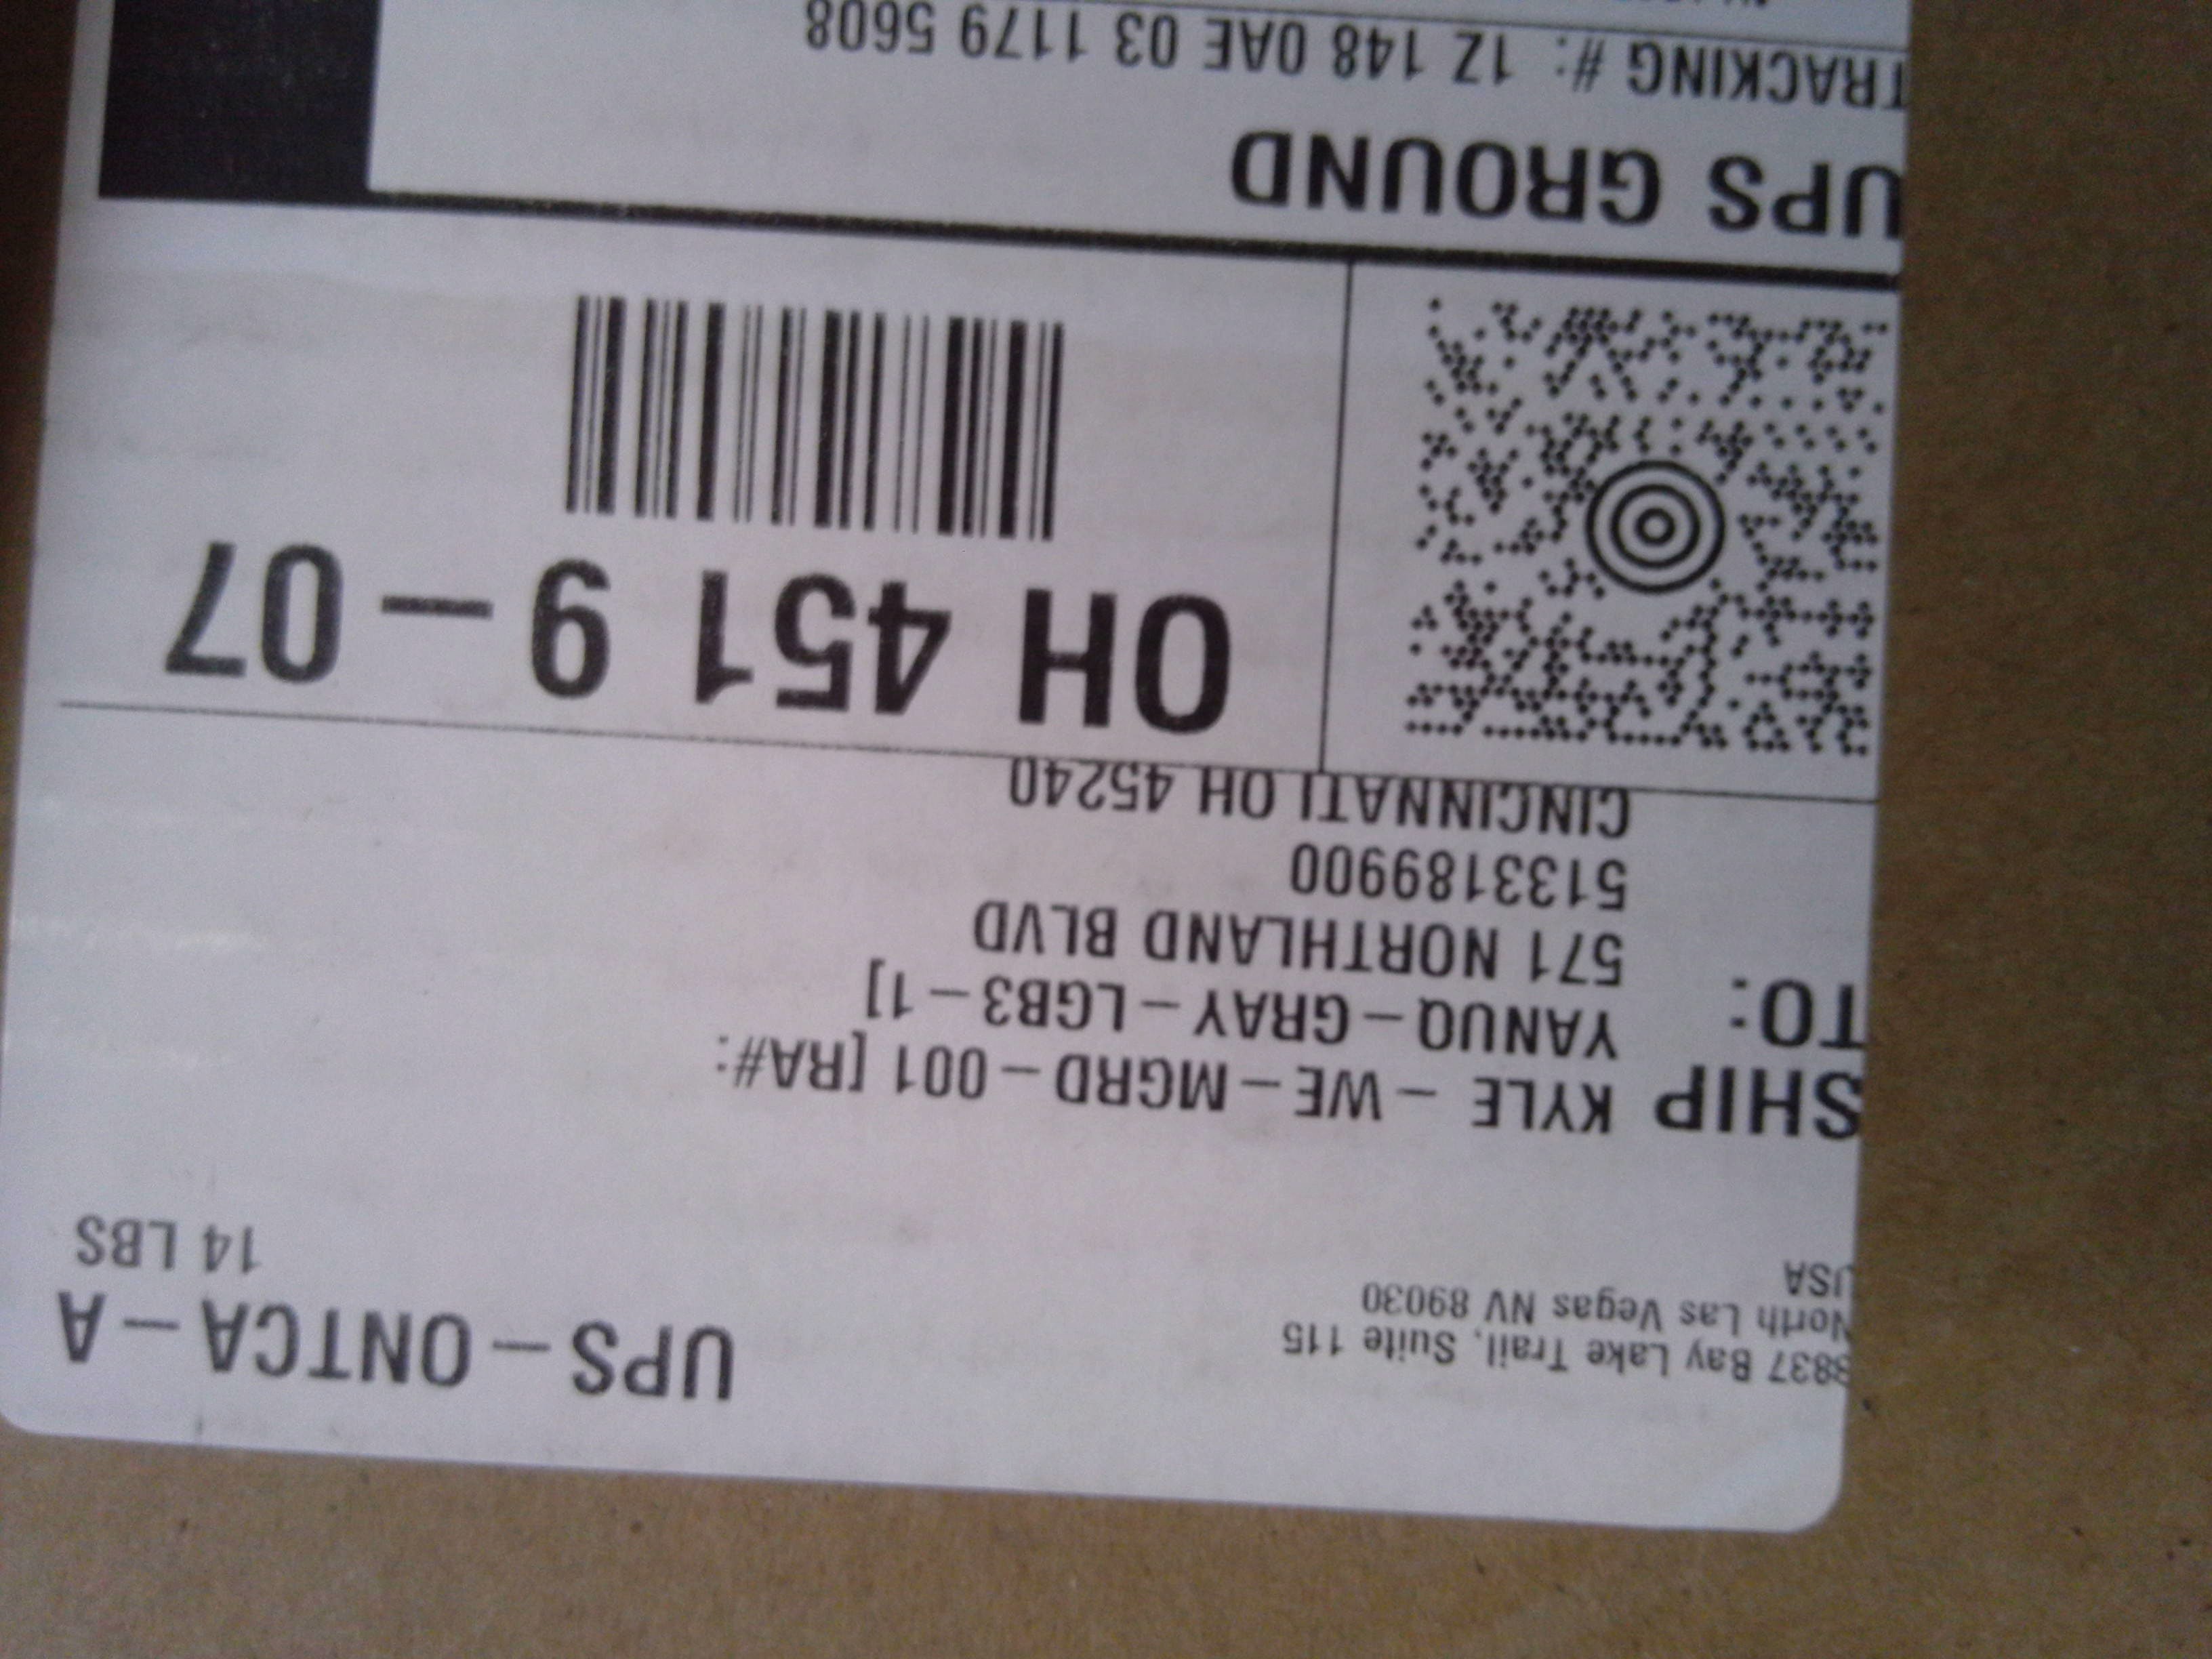 3837 Bay Lake Trail, Suite 115
North Las Vegas NV 89030
USA
UPS-ONTCA-A
14 LBS
SHIP TO:
KYLE - WE-MGRD-001 [RA#:
YANUQ-GRAY-LGB3-1]
571 NORTHLAND BLVD
5133189900
CINCINNATI OH 45240
OH 451 9-07
UPS GROUND
TRACKING #: 1Z 148 0AE 03 1179 5608